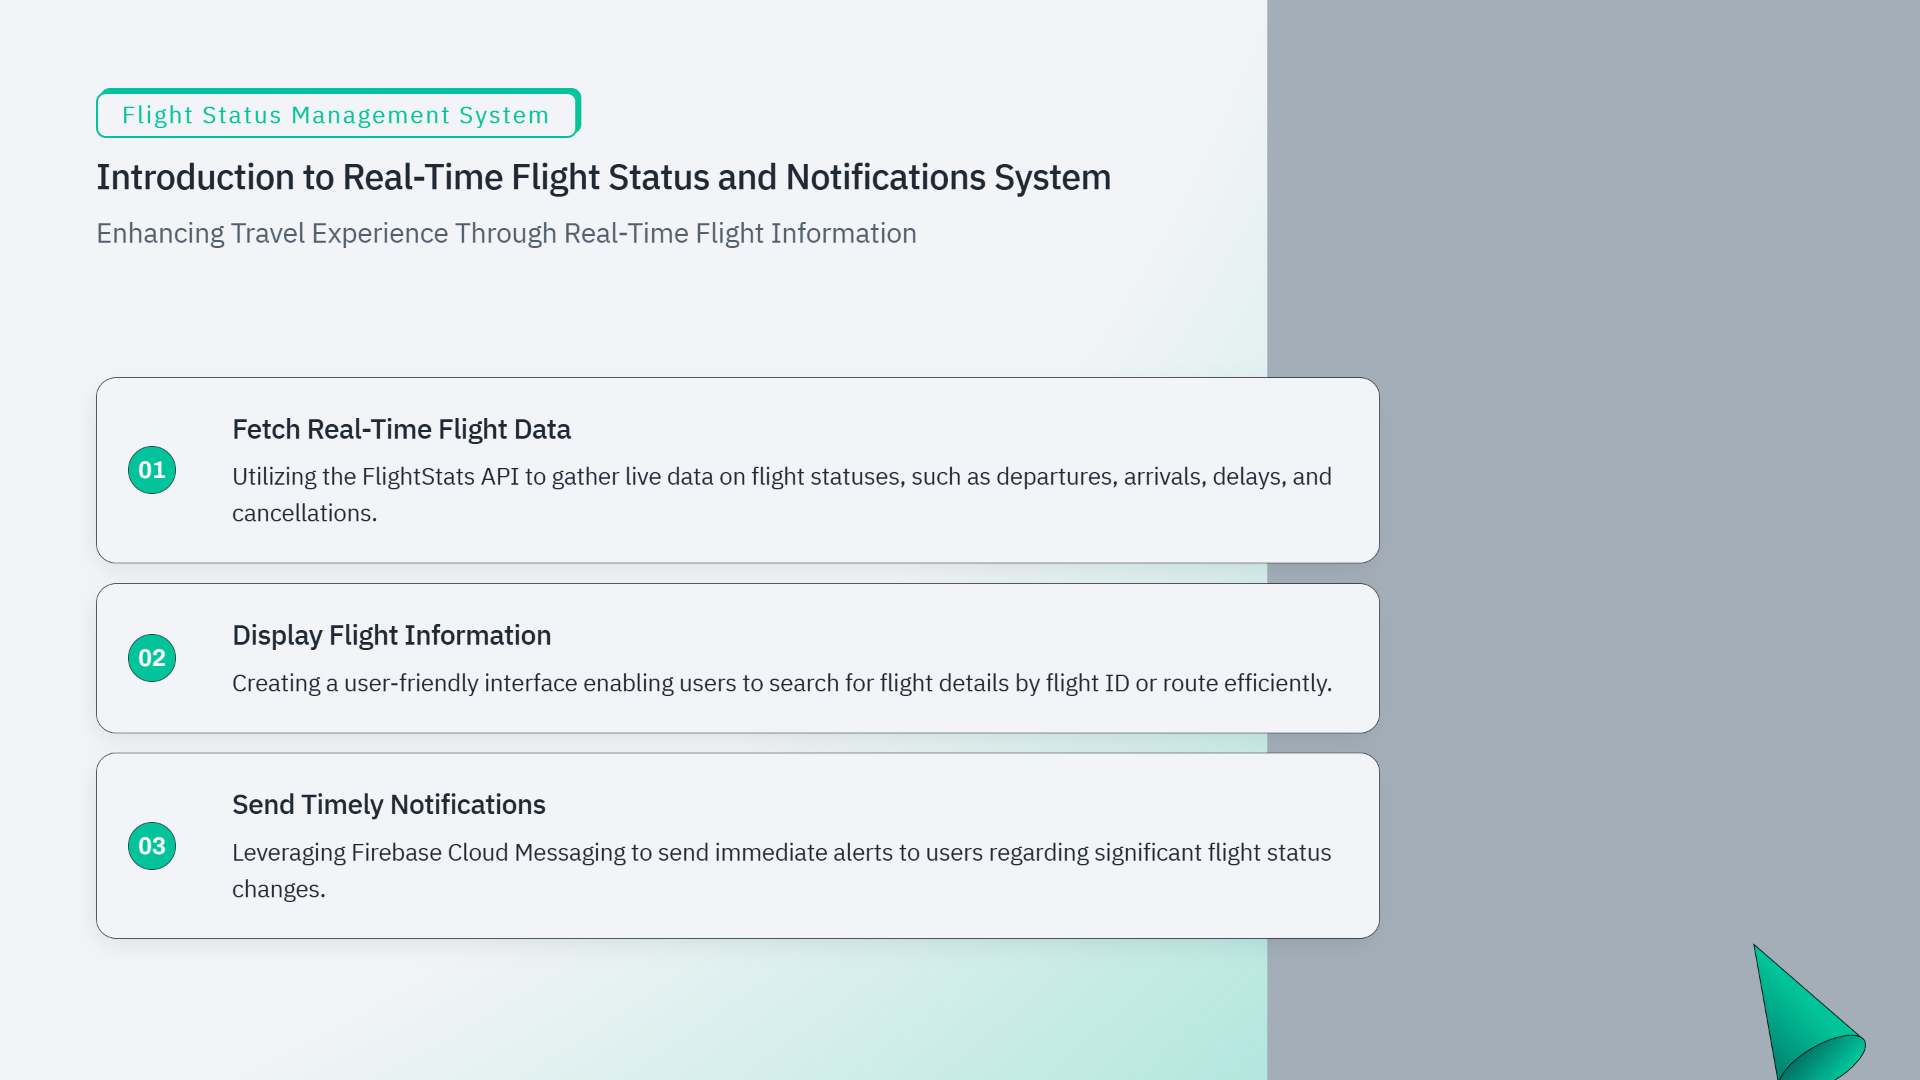 Flight Status Management System
Introduction to Real-Time Flight Status and Notifications System
Enhancing Travel Experience Through Real-Time Flight Information
01
Fetch Real-Time Flight Data
Utilizing the FlightStats API to gather live data on flight statuses, such as departures, arrivals, delays, and
cancellations.
02
Display Flight Information
Creating a user-friendly interface enabling users to search for flight details by flight ID or route efficiently.
03
Send Timely Notifications
Leveraging Firebase Cloud Messaging to send immediate alerts to users regarding significant flight status
changes.